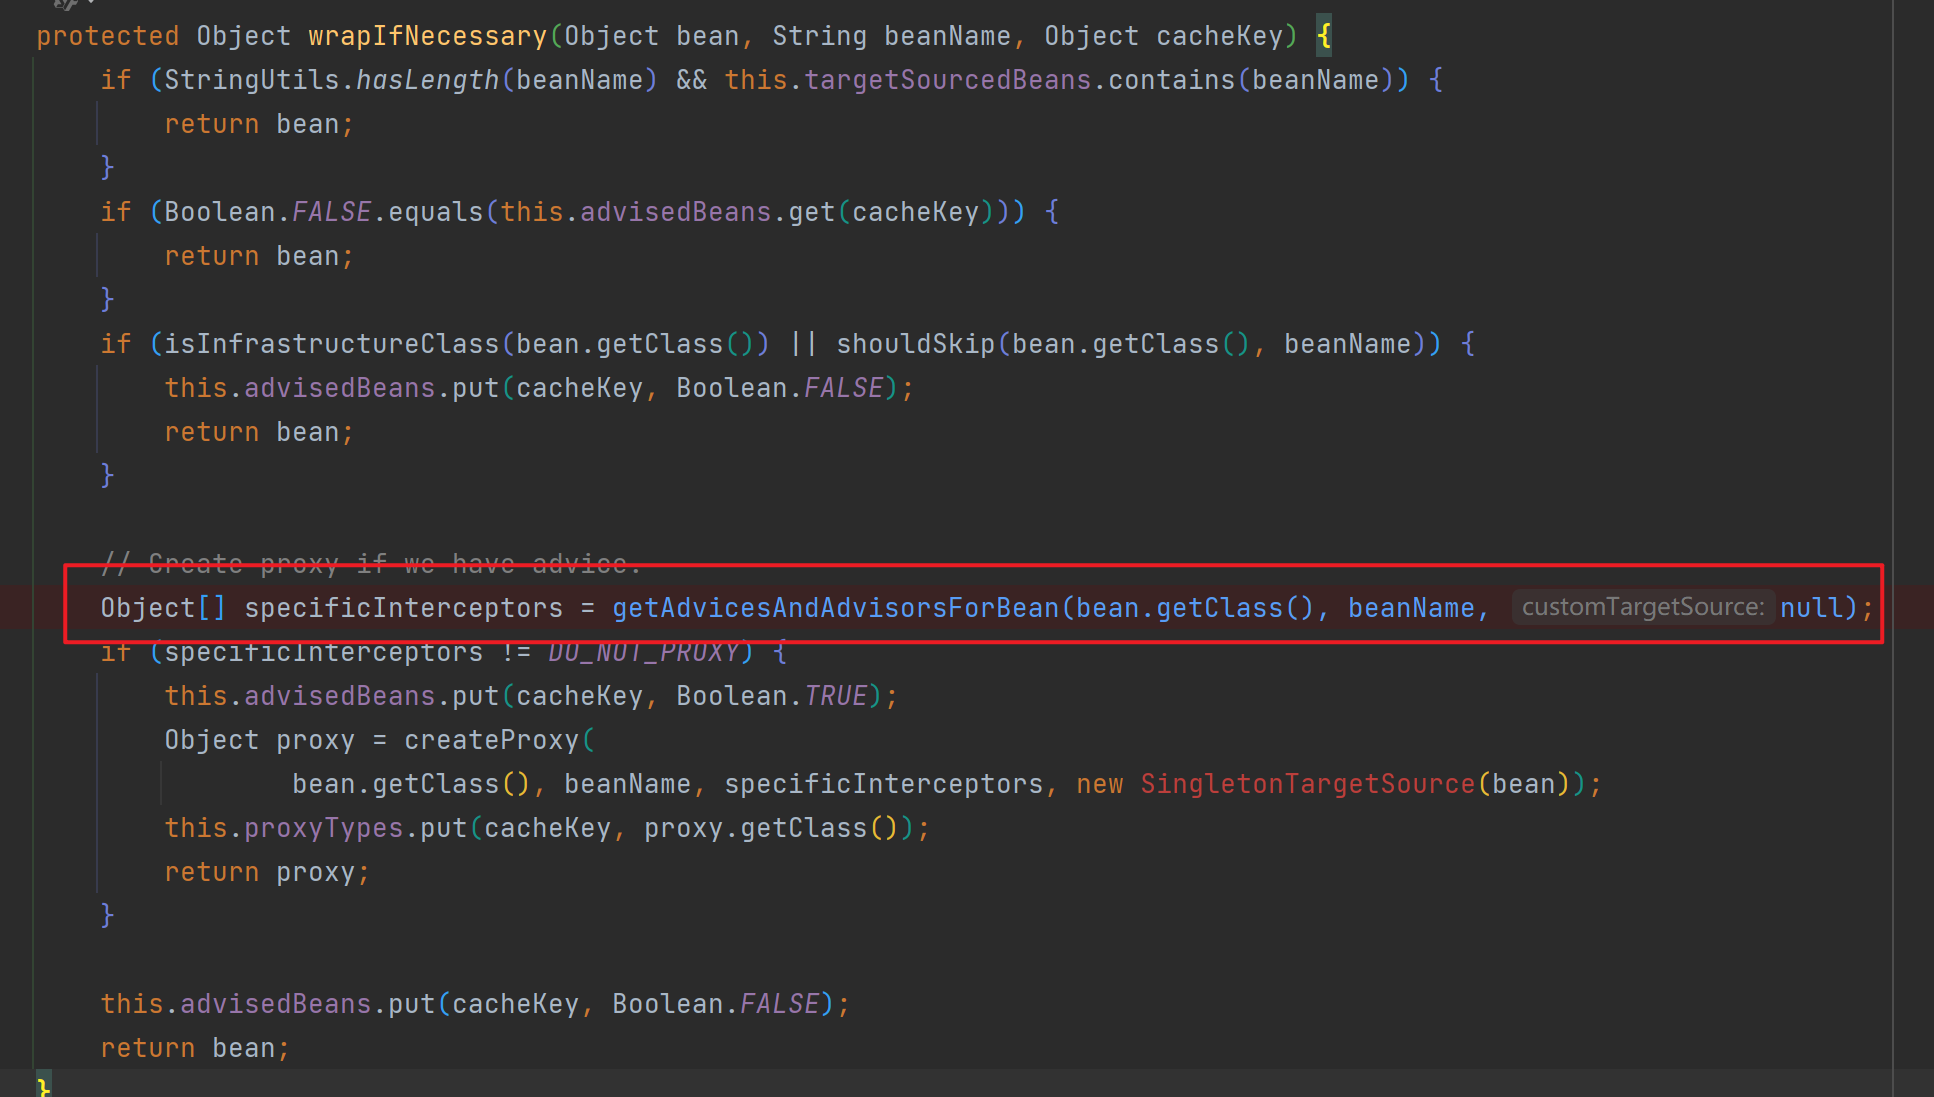 protected Object wrapIfNecessary(Object bean, String beanName, Object cacheKey) {
    if (StringUtils.hasLength(beanName) && this.targetSourcedBeans.contains(beanName)) {
        return bean;
    }
    if (Boolean.FALSE.equals(this.advisedBeans.get(cacheKey))) {
        return bean;
    }
    if (isInfrastructureClass(bean.getClass()) || shouldSkip(bean.getClass(), beanName)) {
        this.advisedBeans.put(cacheKey, Boolean.FALSE);
        return bean;
    }
    // Create proxy if we have advice.
    Object[] specificInterceptors = getAdvicesAndAdvisorsForBean(bean.getClass(), beanName, customTargetSource: null);
    if (specificInterceptors != DO_NOT_PROXY) {
        this.advisedBeans.put(cacheKey, Boolean.TRUE);
        Object proxy = createProxy(
                bean.getClass(), beanName, specificInterceptors, new SingletonTargetSource(bean));
        this.proxyTypes.put(cacheKey, proxy.getClass());
        return proxy;
    }
    this.advisedBeans.put(cacheKey, Boolean.FALSE);
    return bean;
}